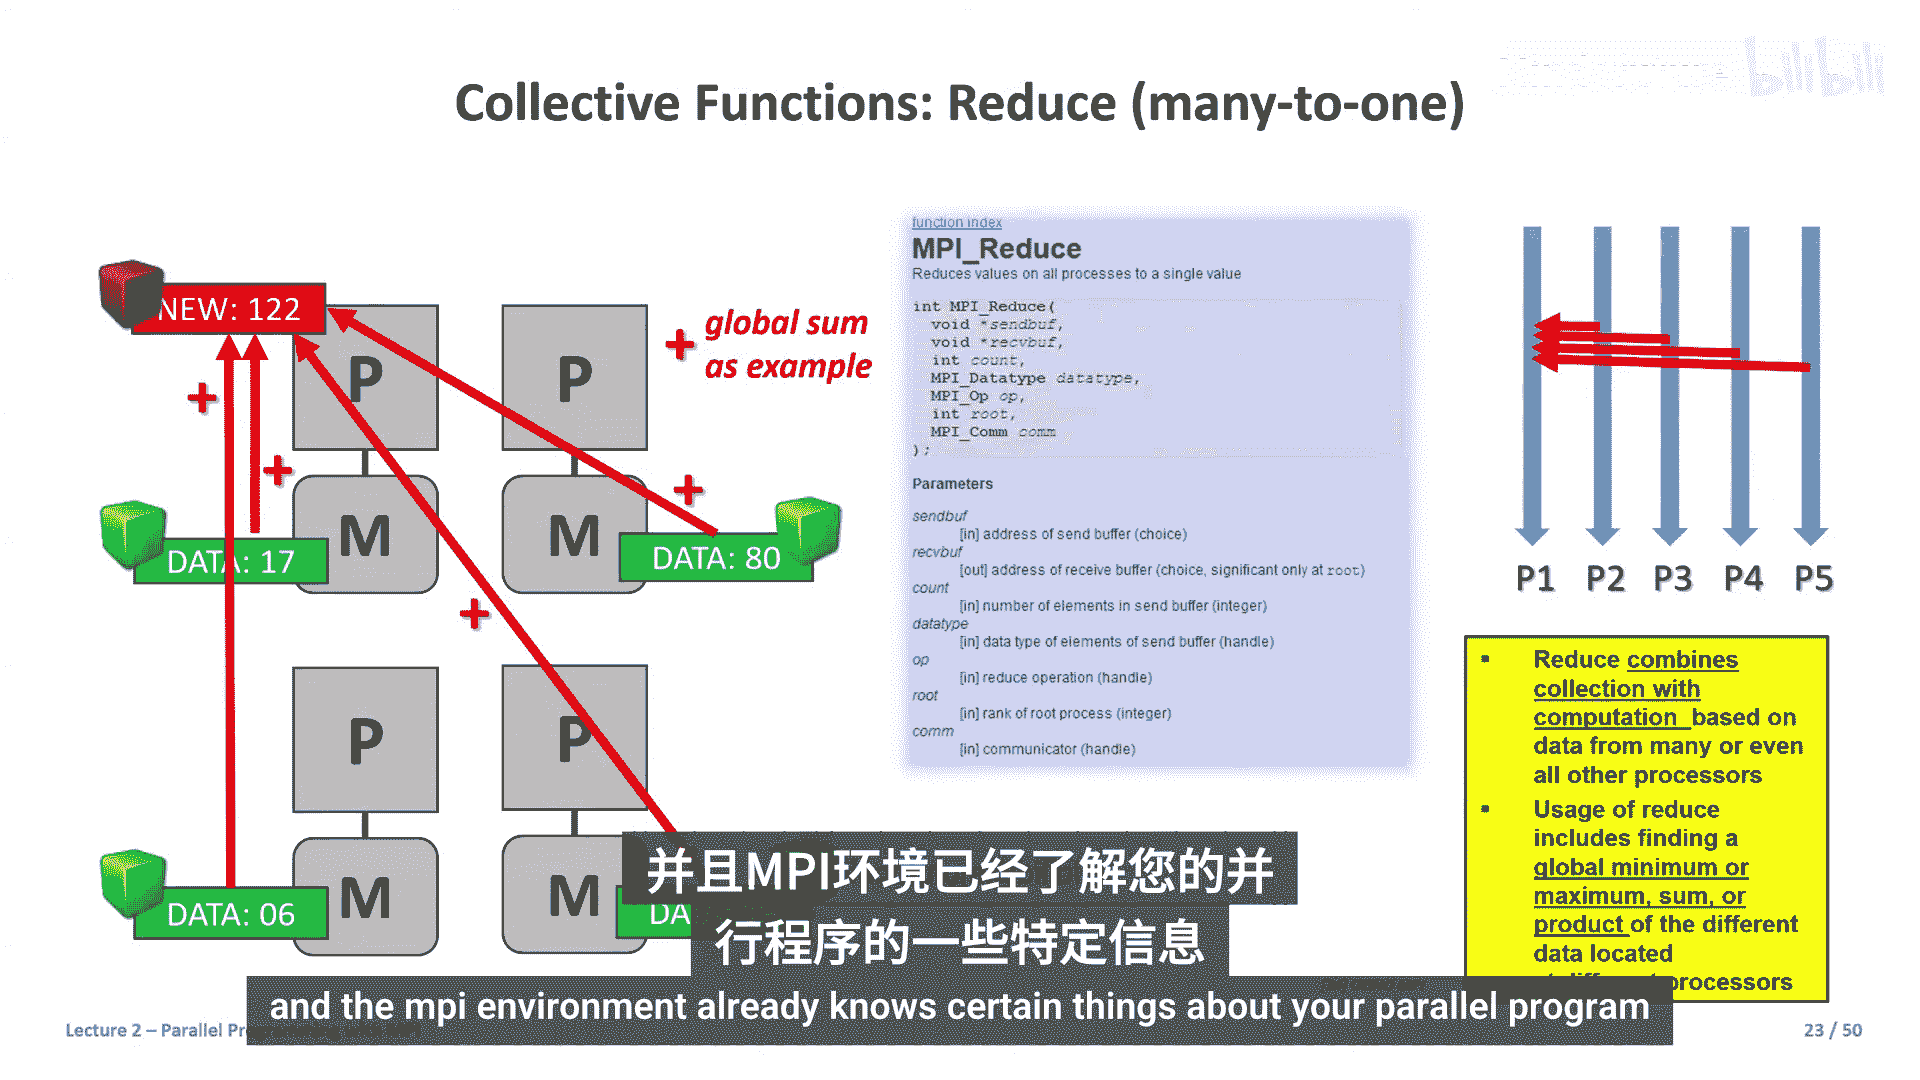 bilibili
Collective Functions: Reduce (many-to-one)
NEW: 122
P
P
+ global sum
as example
+
+
+
+
M
M
DATA: 17
DATA: 80
P
P
M
M
DATA: 06
DA
function index
MPI_Reduce
Reduces values on all processes to a single value
int MPI_Reduce(
void *sendbuf,
void *recvbuf,
int count,
MPI_Datatype datatype,
MPI_Op op,
int root,
MPI_Comm comm
);
Parameters
sendbuf
[in] address of send buffer (choice)
recvbuf
[out] address of receive buffer (choice, significant only at root)
count
[in] number of elements in send buffer (integer)
datatype
[in] data type of elements of send buffer (handle)
op
[in] reduce operation (handle)
root
[in] rank of root process (integer)
comm
[in] communicator (handle)
P1 P2 P3 P4 P5
▪ Reduce combines
collection with
computation based on
data from many or even
all other processors
▪ Usage of reduce
includes finding a
global minimum or
maximum, sum, or
product of the different
data located
processors
并且MPI环境已经了解您的并
行程序的一些特定信息
and the mpi environment already knows certain things about your parallel program
Lecture 2 – Parallel
23 / 50